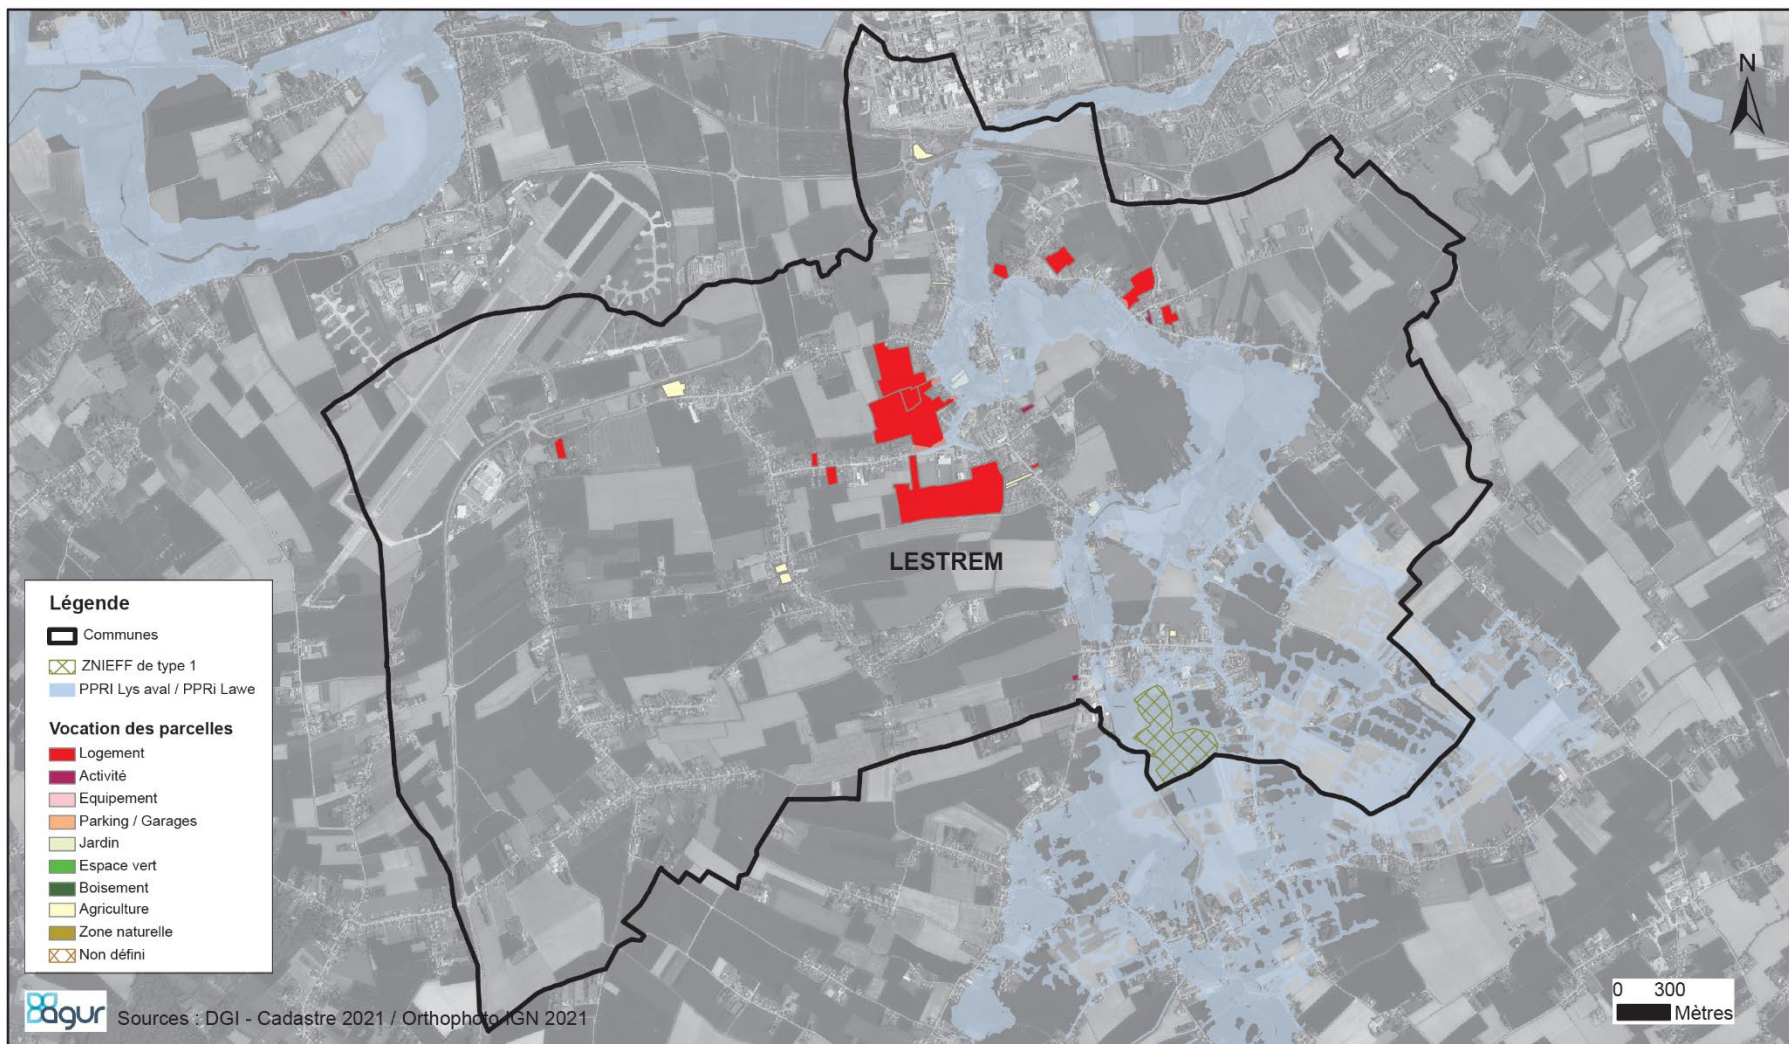 N
LESTREM
Légende
Communes
ZNIEFF de type 1
PPRI Lys aval / PPRi Lawe
Vocation des parcelles
Logement
Activité
Equipement
Parking / Garages
Jardin
Espace vert
Boisement
Agriculture
Zone naturelle
Non défini
agur Sources : DGI - Cadastre 2021 / Orthophoto IGN 2021
0 300
Mètres